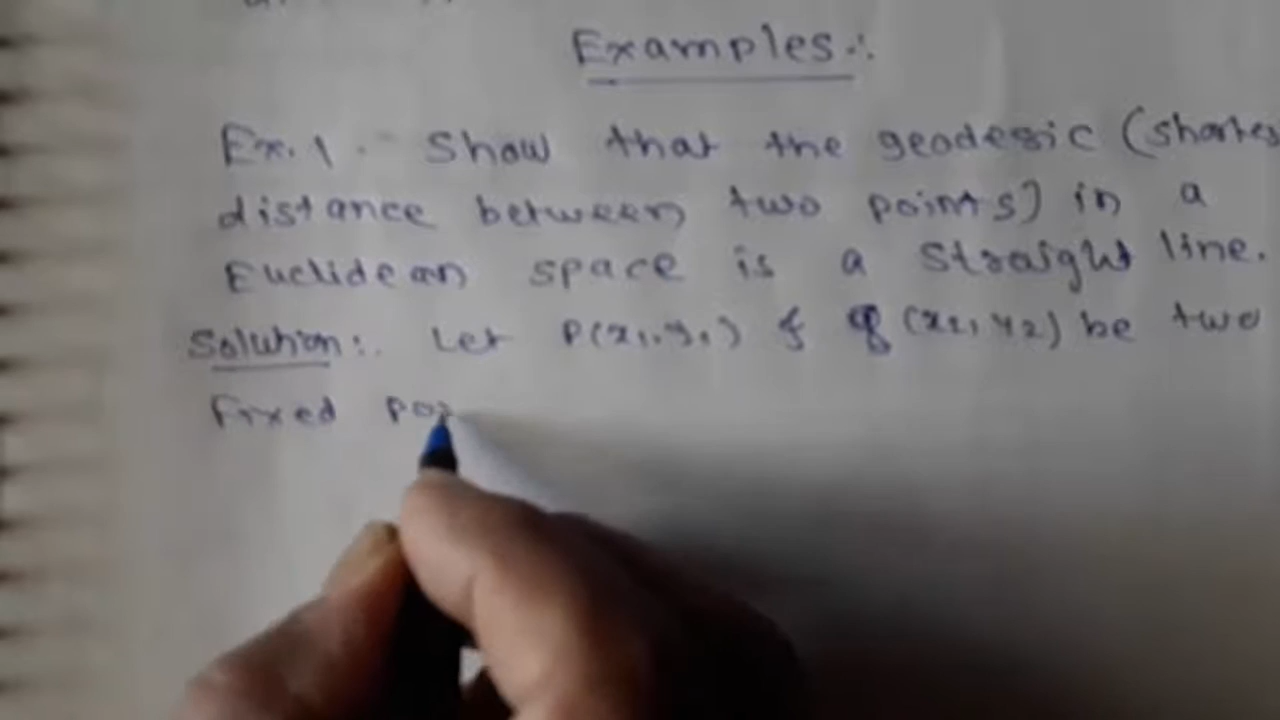 Examples :
Ex. 1. Show that the geodesic (shortes
distance between two points) in a
Euclidean space is a straight line.
Solution :. Let P(x1, y1) & Q (x2, y2) be two
fixed poi